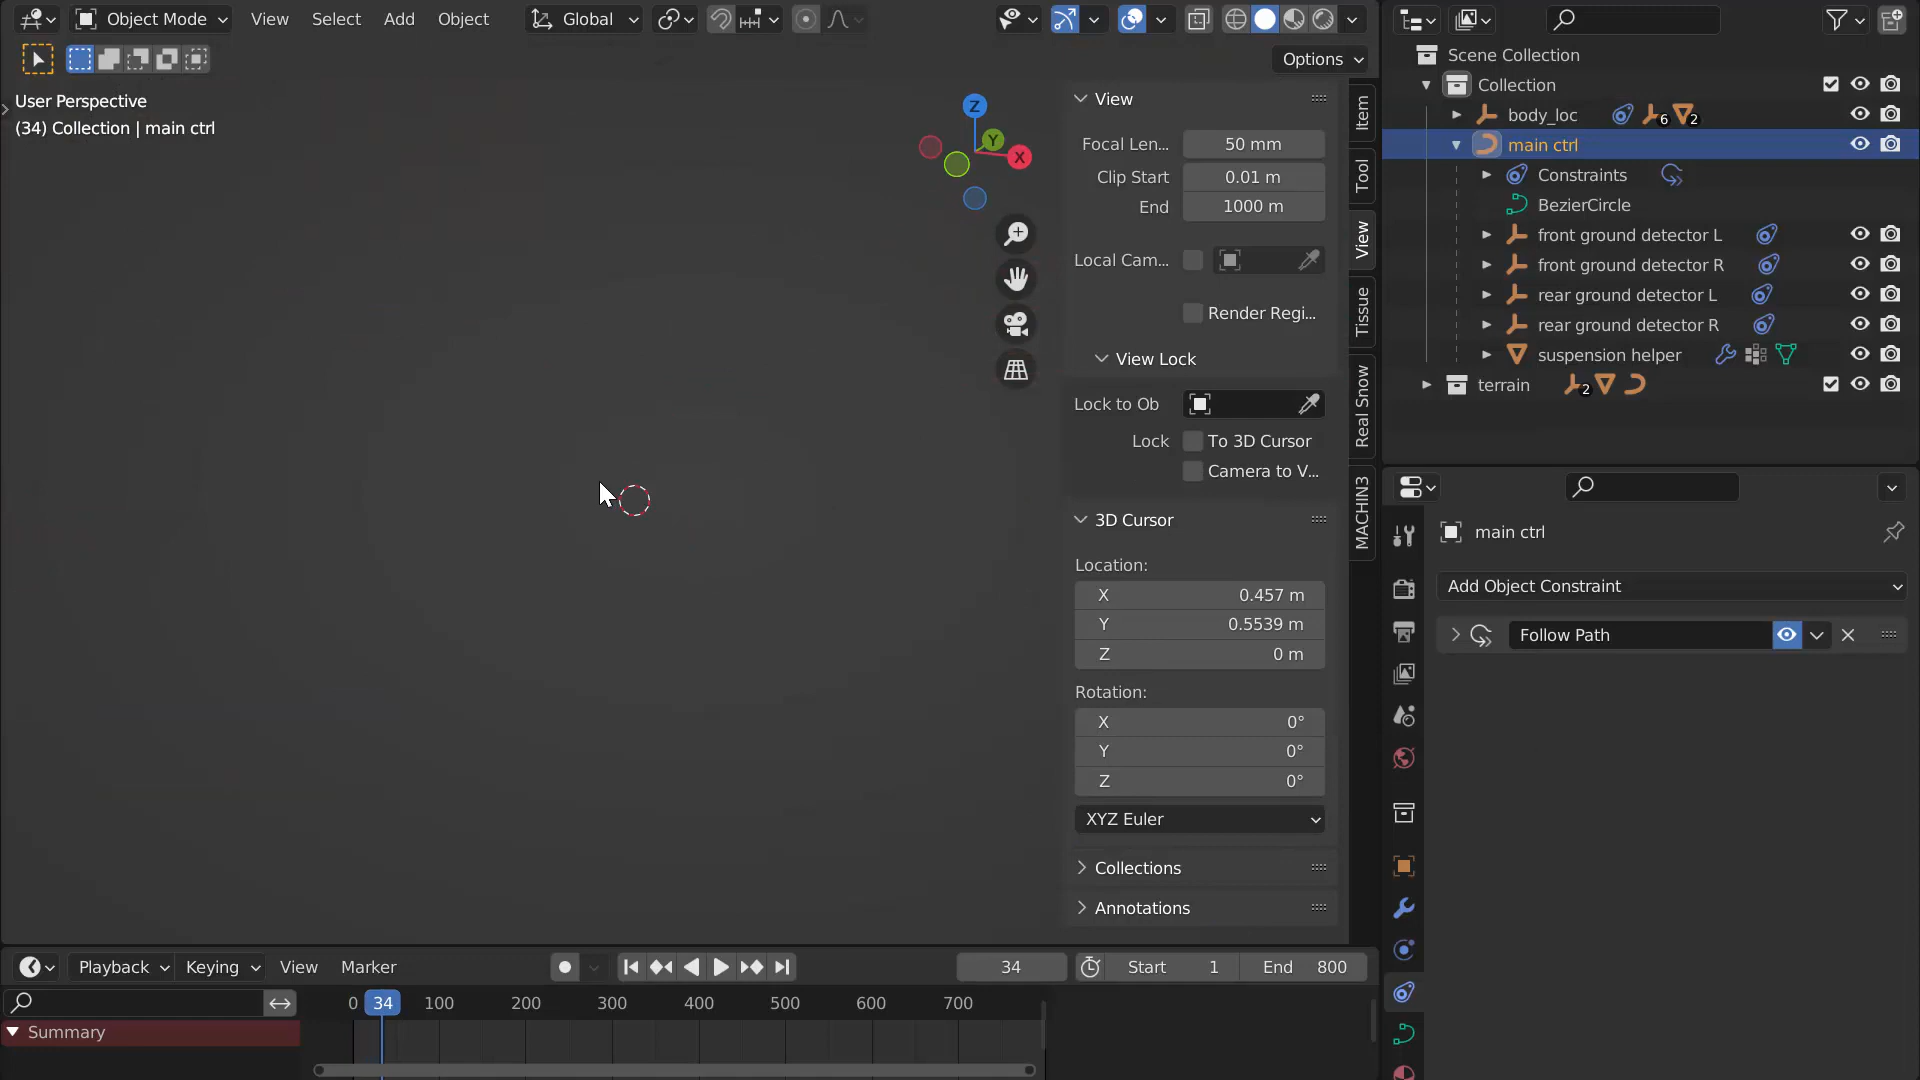 Object Mode
View
Select
Add
Object
Global
Options
User Perspective
(34) Collection | main ctrl
Z
Y
X
View
Focal Len...
50 mm
Clip Start
0.01 m
End
1000 m
Local Cam...
Render Regi...
View Lock
Lock to Ob
Lock
To 3D Cursor
Camera to V...
3D Cursor
Location:
X
0.457 m
Y
0.5539 m
Z
0 m
Rotation:
X
0°
Y
0°
Z
0°
XYZ Euler
Collections
Annotations
Item
Tool
View
Tissue
Real Snow
MACHIN3
Scene Collection
Collection
body_loc
6
2
main ctrl
Constraints
BezierCircle
front ground detector L
front ground detector R
rear ground detector L
rear ground detector R
suspension helper
terrain
2
main ctrl
Add Object Constraint
Follow Path
Playback
Keying
View
Marker
34
Start
1
End
800
0
34
100
200
300
400
500
600
700
Summary